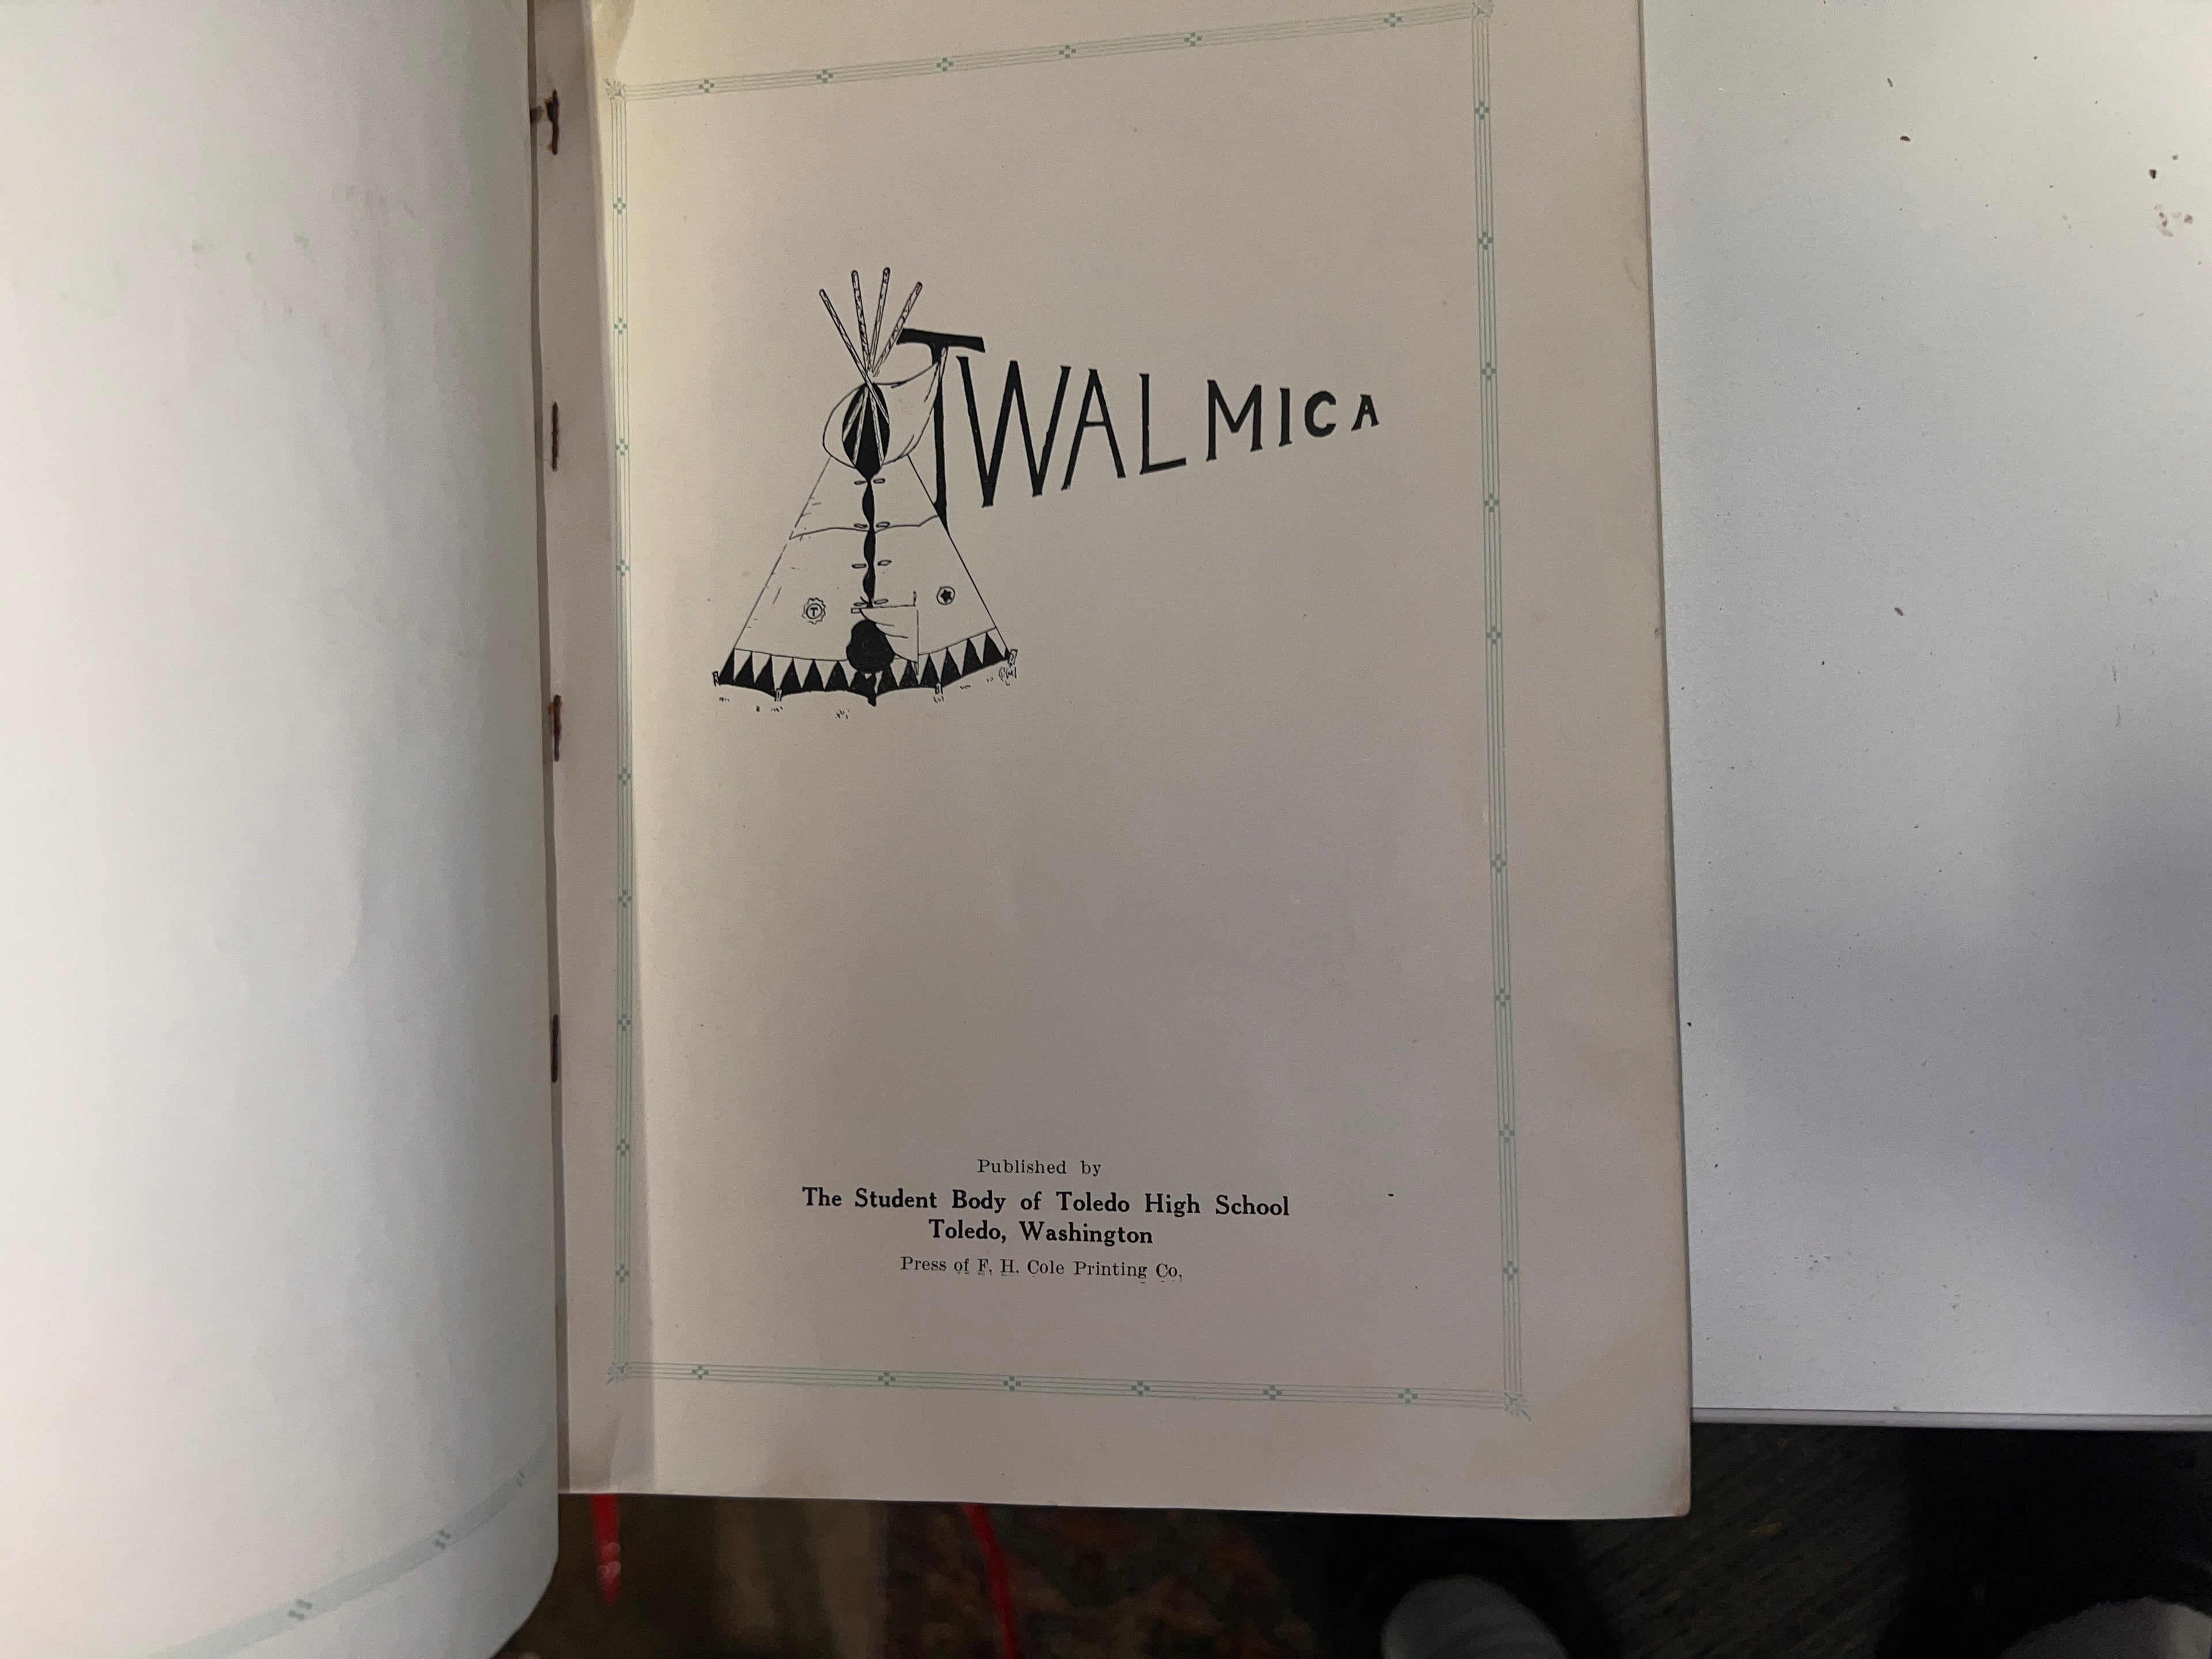 TWALMICA
T
Published by
The Student Body of Toledo High School
Toledo, Washington
Press of F. H. Cole Printing Co.